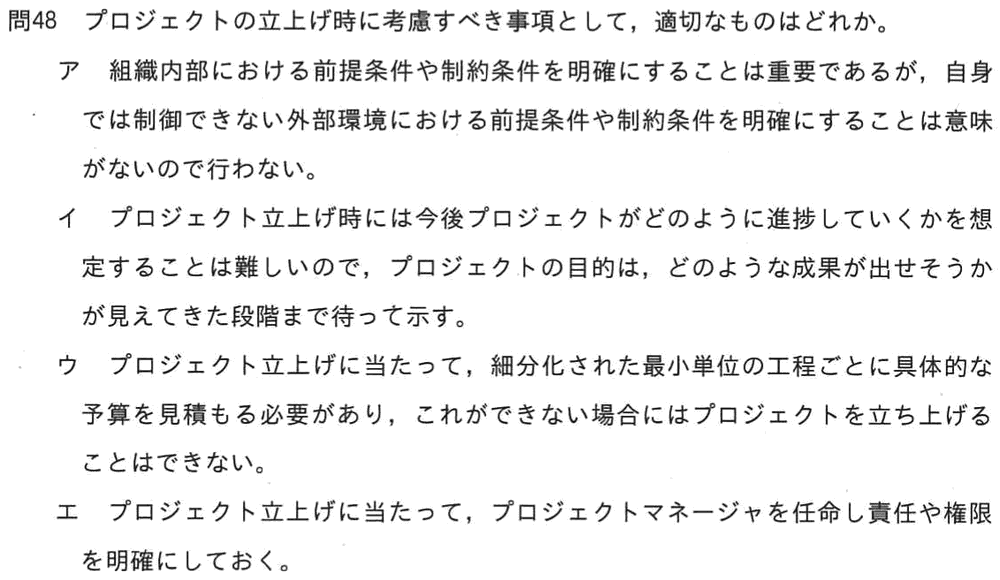 問48 プロジェクトの立上げ時に考慮すべき事項として，適切なものはどれか。
ア 組織内部における前提条件や制約条件を明確にすることは重要であるが，自身
では制御できない外部環境における前提条件や制約条件を明確にすることは意味
がないので行わない。
イ プロジェクト立上げ時には今後プロジェクトがどのように進捗していくかを想
定することは難しいので，プロジェクトの目的は，どのような成果が出せそうか
が見えてきた段階まで待って示す。
ウ プロジェクト立上げに当たって，細分化された最小単位の工程ごとに具体的な
予算を見積もる必要があり，これができない場合にはプロジェクトを立ち上げる
ことはできない。
エ プロジェクト立上げに当たって，プロジェクトマネージャを任命し責任や権限
を明確にしておく。